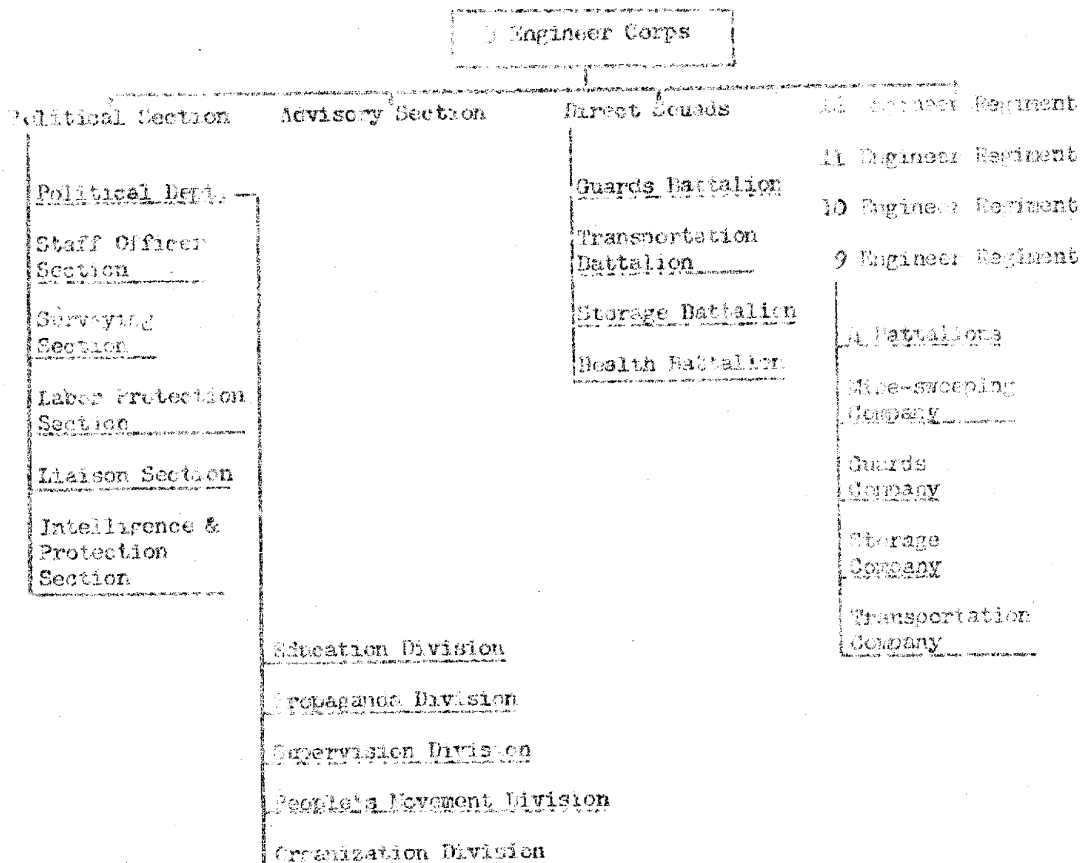 Engineer Corps
Political Section
Advisory Section
Direct Squads
Engineer Regiment
11 Engineer Regiment
10 Engineer Regiment
9 Engineer Regiment
Political Dept.
Staff Officer
Section
Surveying
Section
Labor Protection
Section
Liaison Section
Intelligence &
Protection
Section
Guards Battalion
Transportation
Battalion
Storage Battalion
Health Battalion
Battalions
Mine-sweeping
Company
Guards
Company
Storage
Company
Transportation
Company
Education Division
Propaganda Division
Supervision Division
People's Movement Division
Organization Division